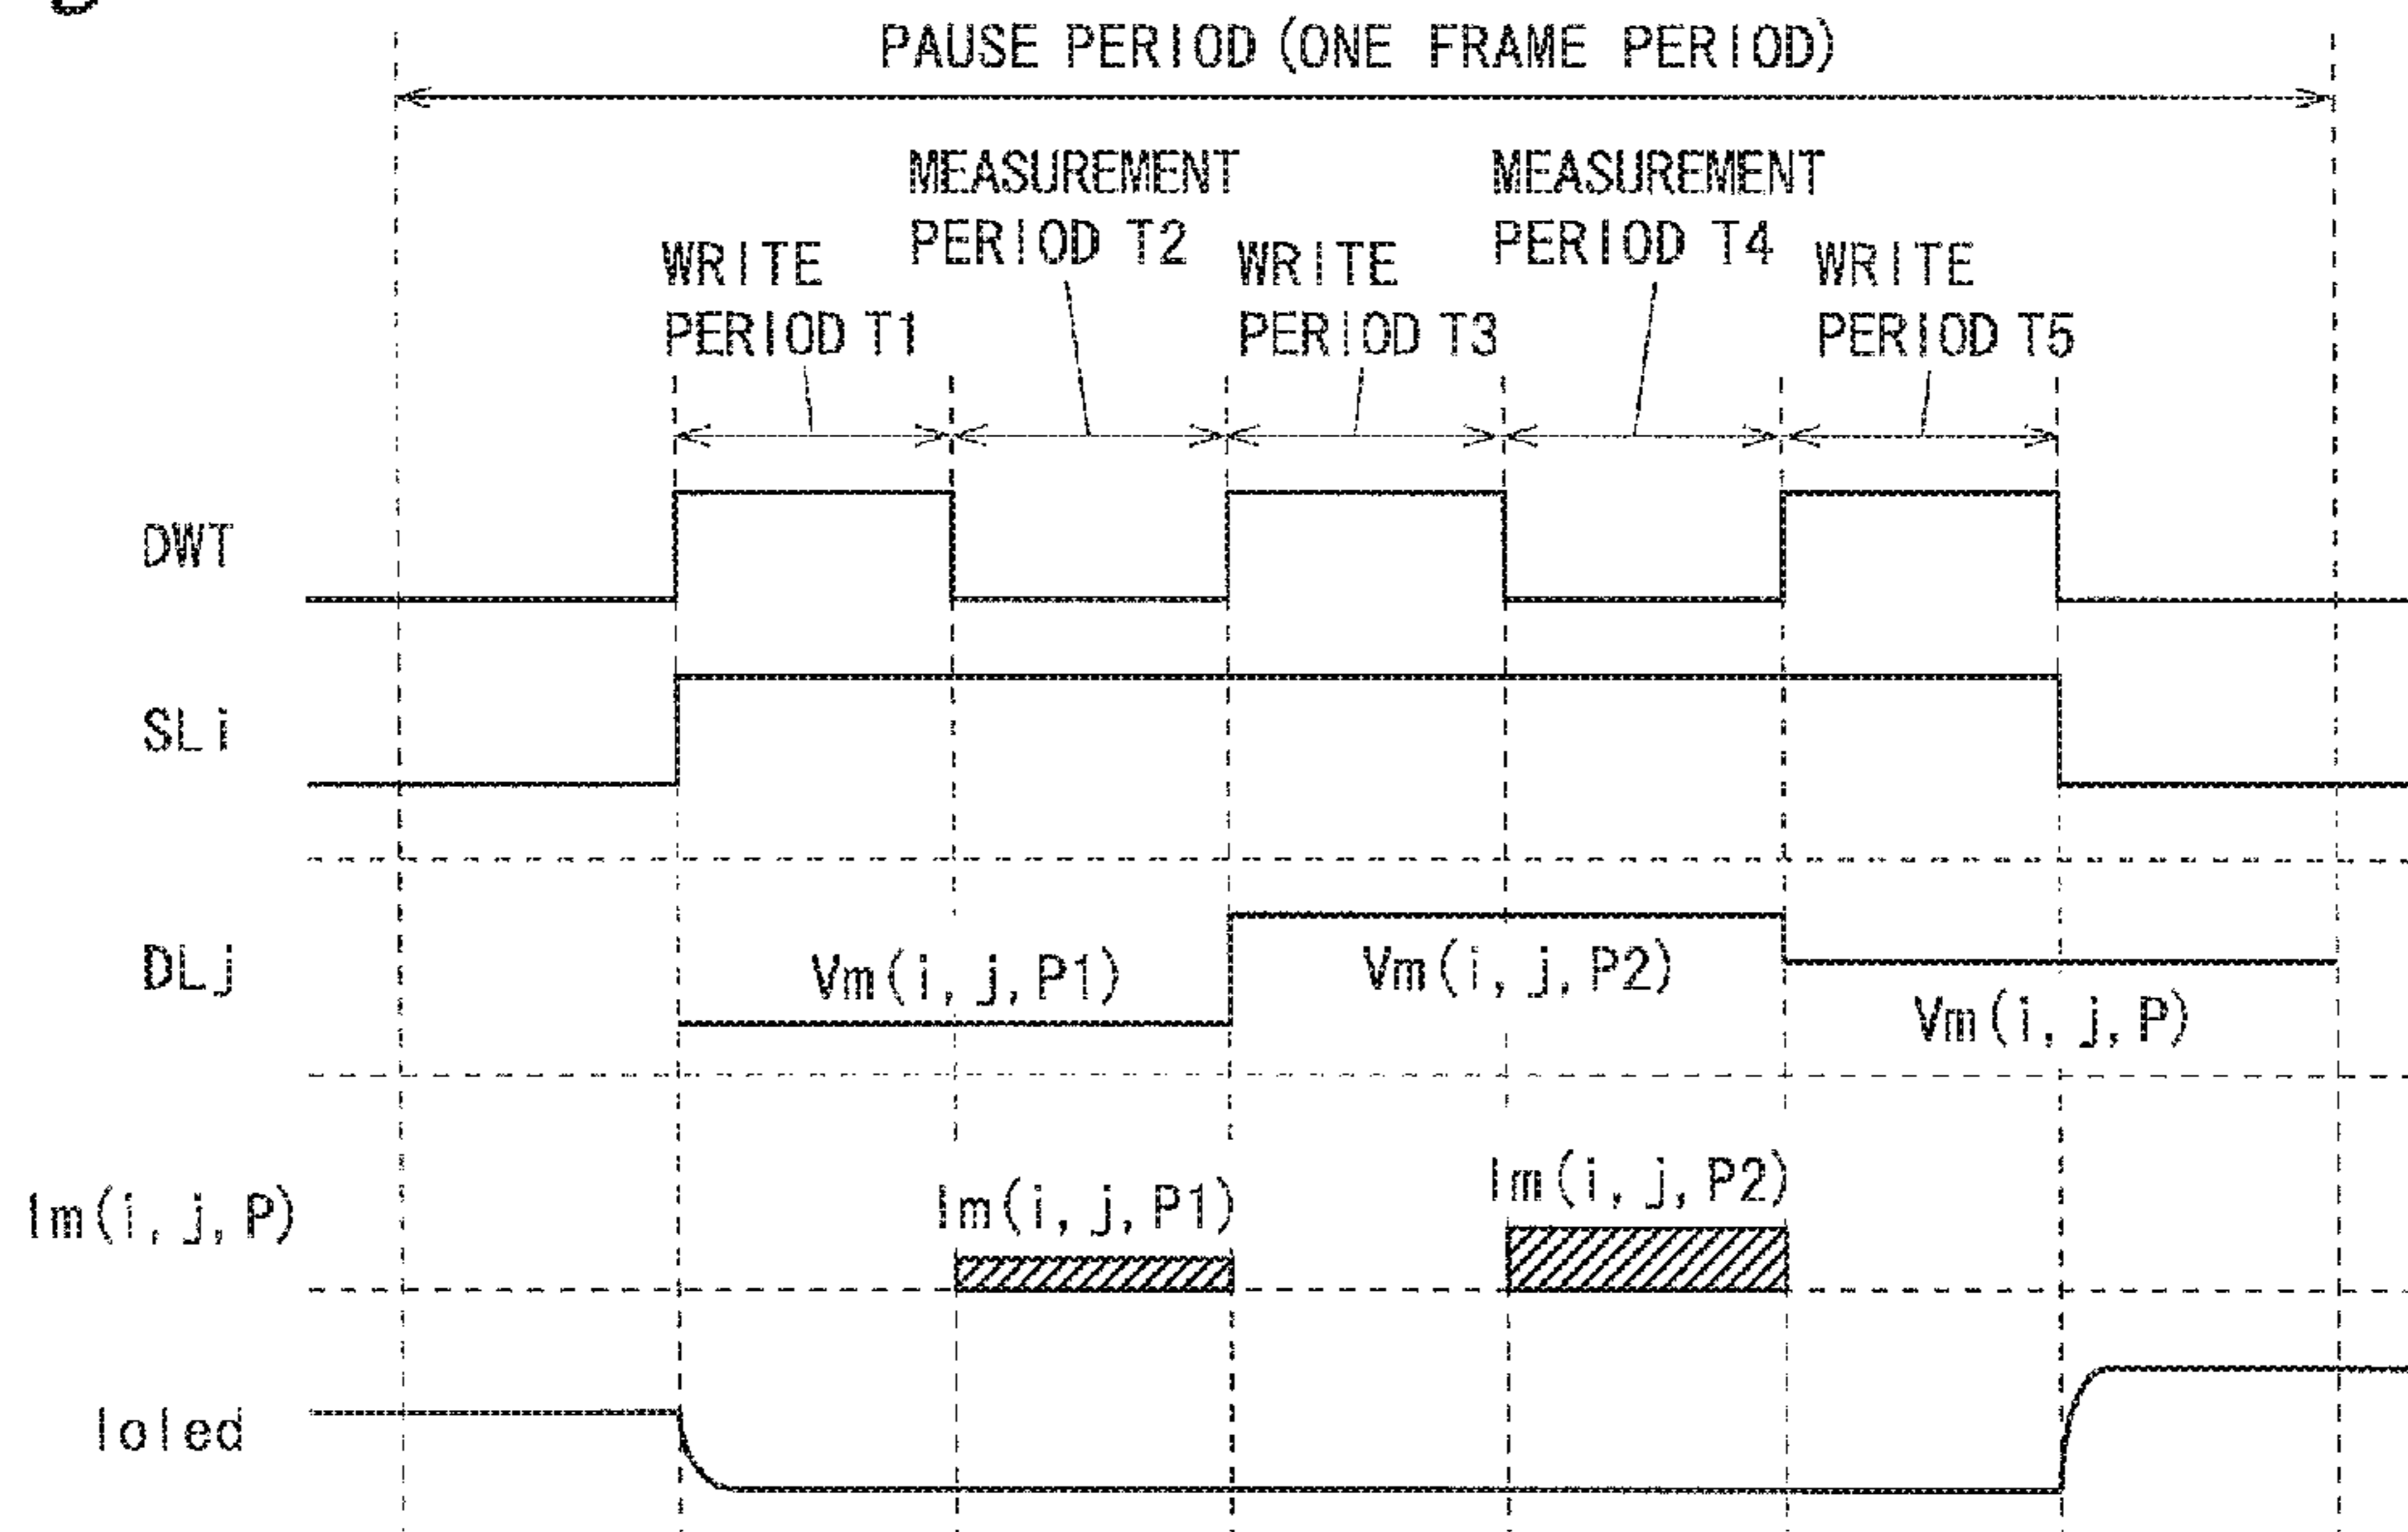 PAUSE PERIOD (ONE FRAME PERIOD)
MEASUREMENT
PERIOD T2
MEASUREMENT
PERIOD T4
WRITE
PERIOD T1
WRITE
PERIOD T3
WRITE
PERIOD T5
DWT
SLi
DLj
Vm(i, j, P1)
Vm(i, j, P2)
Vm(i, j, P)
Im(i, j, P)
Im(i, j, P1)
Im(i, j, P2)
Ioled